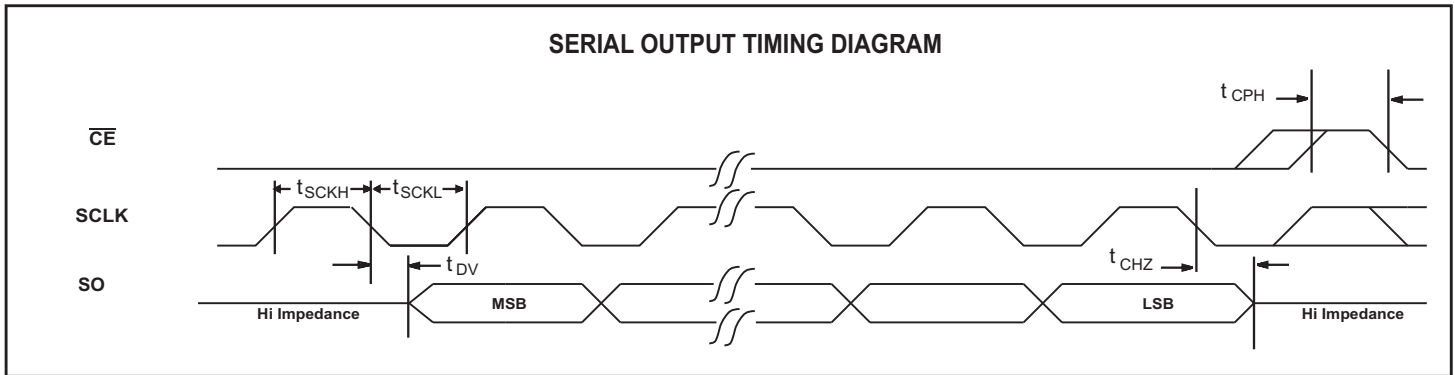 SERIAL OUTPUT TIMING DIAGRAM
t CPH
CE
t SCKH t SCKL
SCLK
t DV t CHZ
SO
MSB LSB
Hi Impedance Hi Impedance